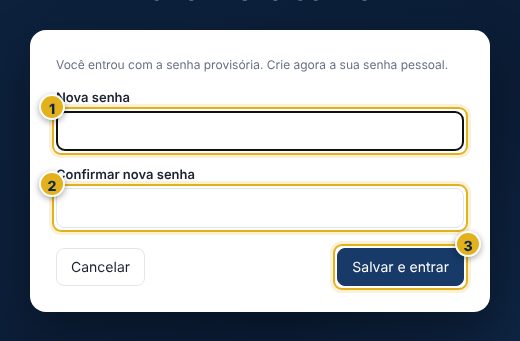 Você entrou com a senha provisória. Crie agora a sua senha pessoal.
Nova senha
1
Confirmar nova senha
2
Cancelar
Salvar e entrar
3